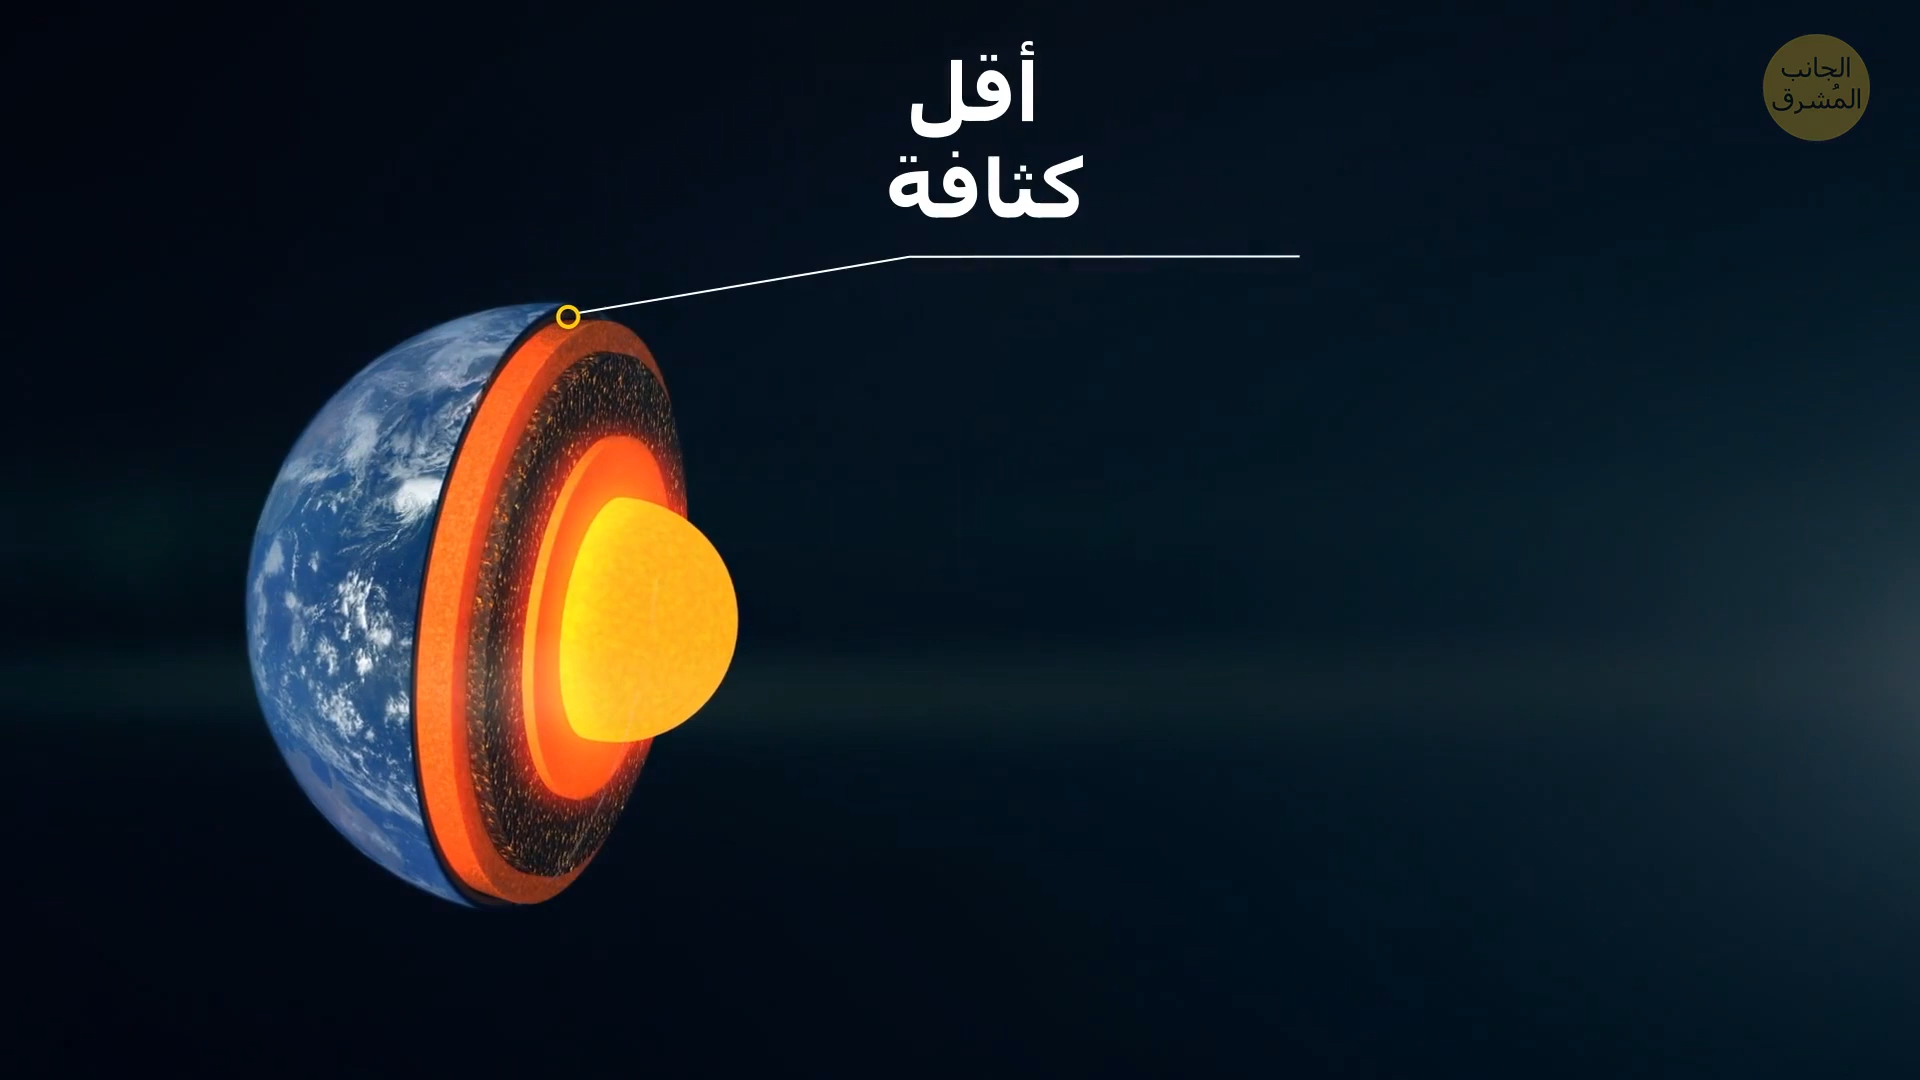 أقل
كثافة
الجانب
المُشرق